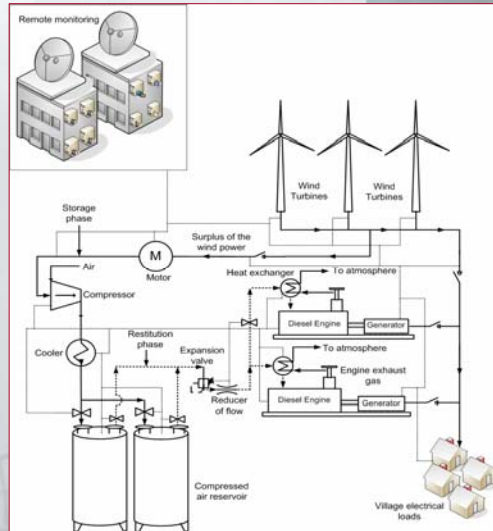 Remote monitoring
Wind
Turbines
Wind
Turbines
Storage
phase
Surplus of the
wind power
Air
M
Motor
Heat exchanger
To atmosphere
Compressor
Diesel Engine
Generator
Restitution
phase
Cooler
Expansion
valve
To atmosphere
Engine exhaust
gas
Reducer
of flow
Diesel Engine
Generator
Compressed
air reservoir
Village electrical
loads